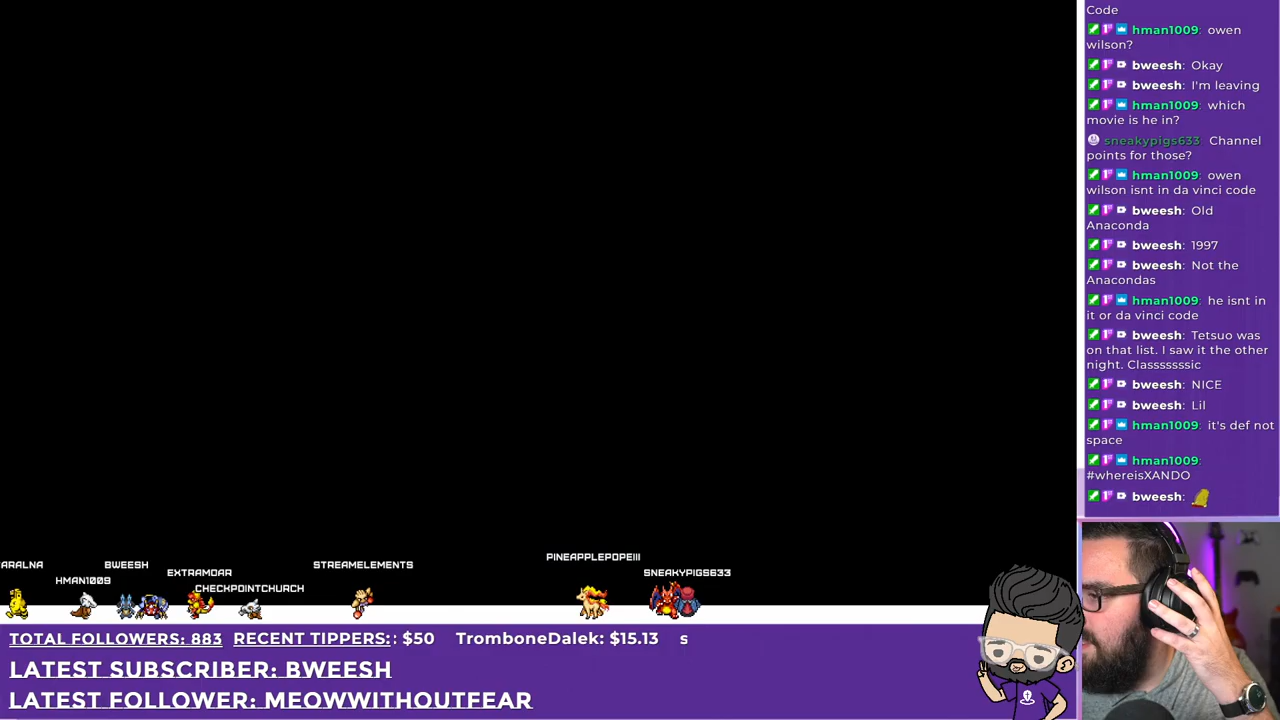 Code
hman1009: owen
wilson?
bweesh: Okay
bweesh: I'm leaving
hman1009: which
movie is he in?
sneakypigs633 Channel
points for those?
hman1009: owen
wilson isnt in da vinci code
bweesh: Old
Anaconda
bweesh: 1997
bweesh: Not the
Anacondas
hman1009: he isnt in
it or da vinci code
bweesh: Tetsuo was
on that list. I saw it the other
night. Classsssssic
bweesh: NICE
bweesh: Lil
hman1009: it's def not
space
hman1009:
#whereisXANDO
bweesh:
ARALNA
HMAN1009
BWEESH
EXTRAMOAR
CHECKPOINTCHURCH
STREAMELEMENTS
PINEAPPLEPOPEIII
SNEAKYPIGS633
TOTAL FOLLOWERS: 883 RECENT TIPPERS: : $50 TromboneDalek: $15.13 s
LATEST SUBSCRIBER: BWEESH
LATEST FOLLOWER: MEOWWITHOUTFEAR